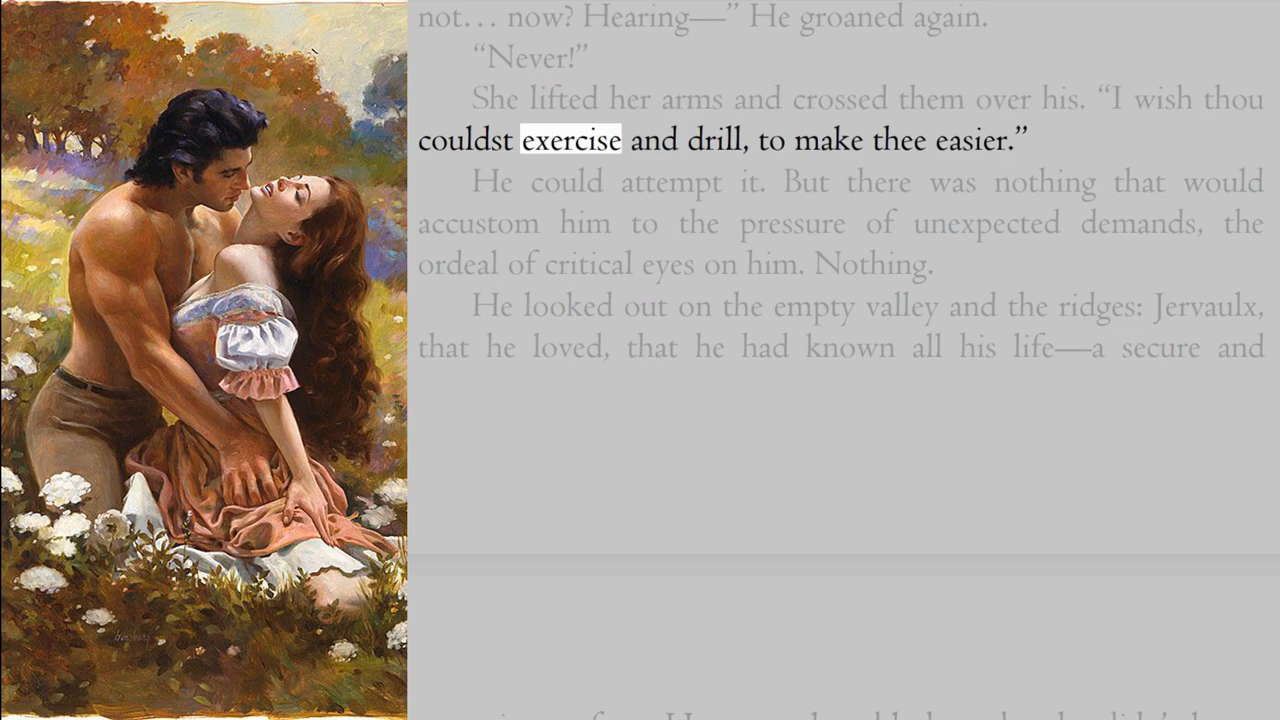 not… now? Hearing—” He groaned again.
“Never!”
She lifted her arms and crossed them over his. “I wish thou
couldst exercise and drill, to make thee easier.”
He could attempt it. But there was nothing that would
accustom him to the pressure of unexpected demands, the
ordeal of critical eyes on him. Nothing.
He looked out on the empty valley and the ridges: Jervaulx,
that he loved, that he had known all his life—a secure and